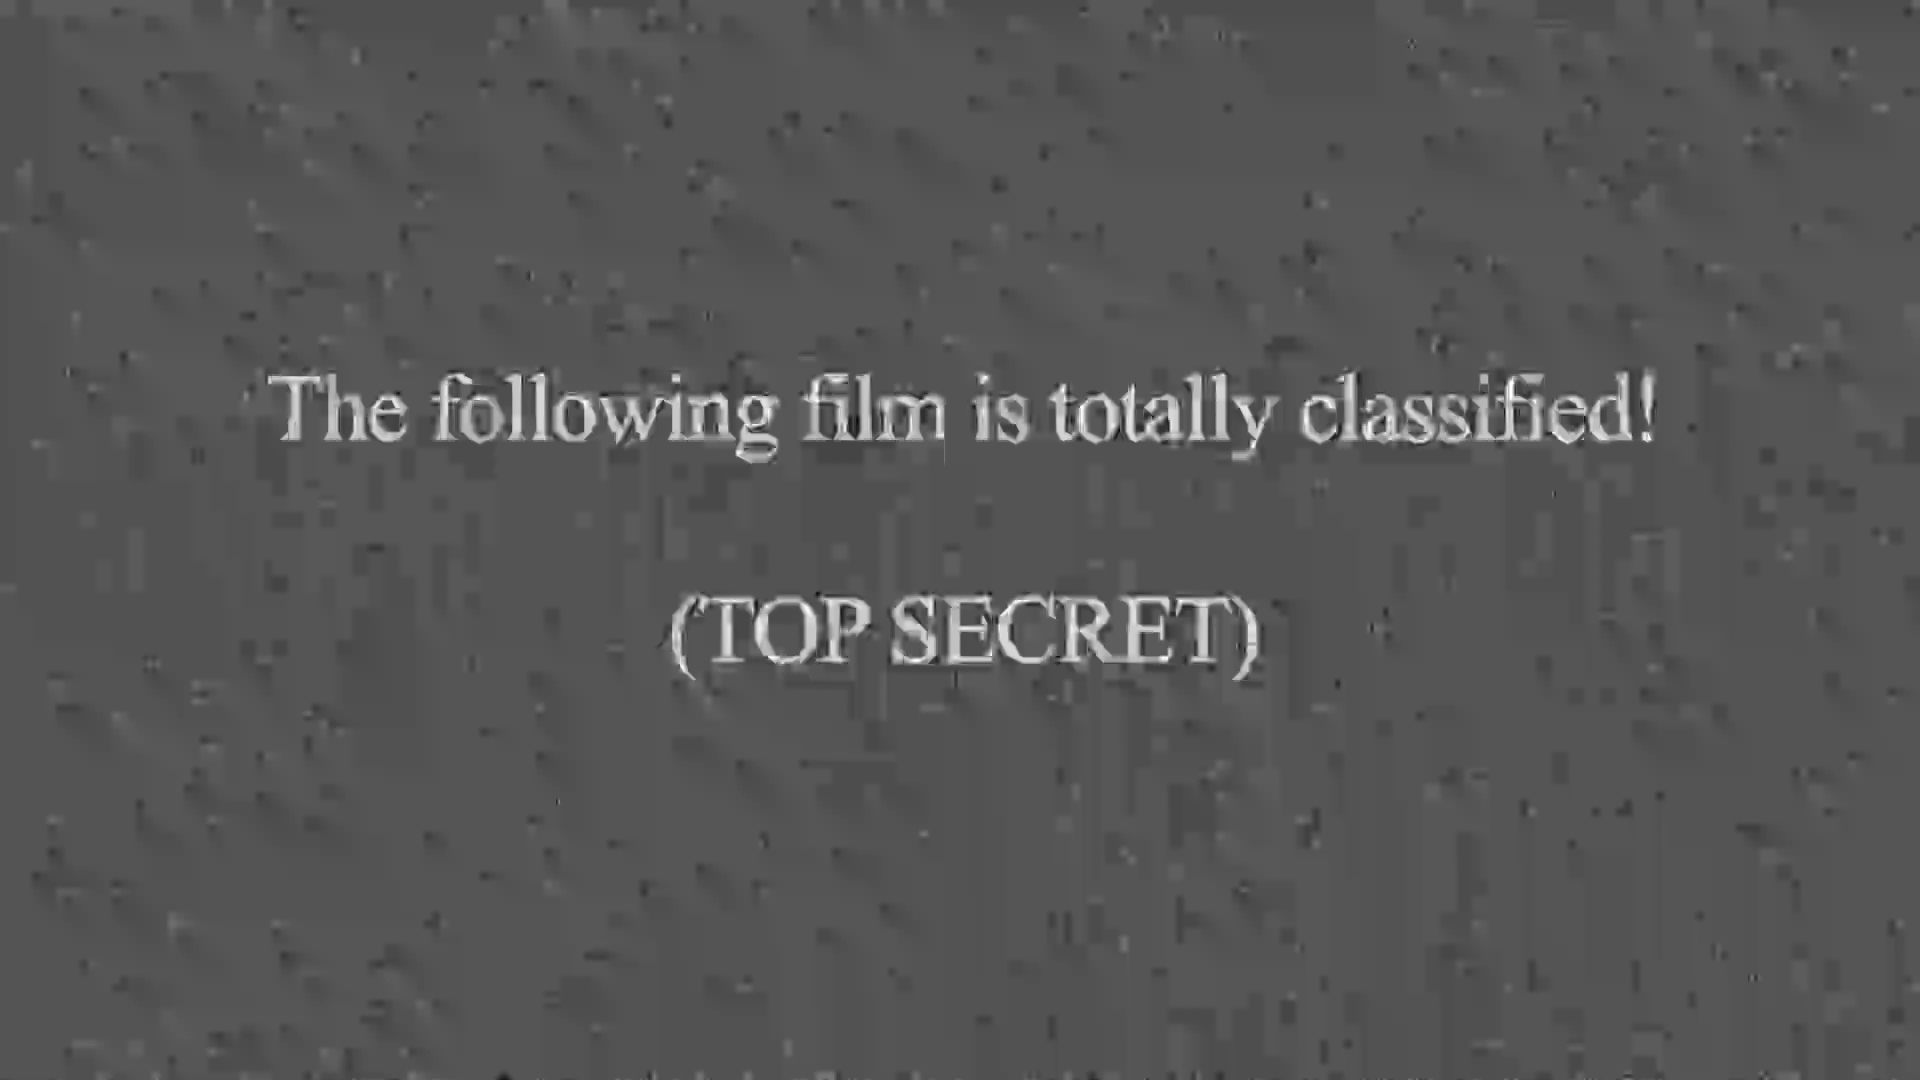 The following film is totally classified!
(TOP SECRET)